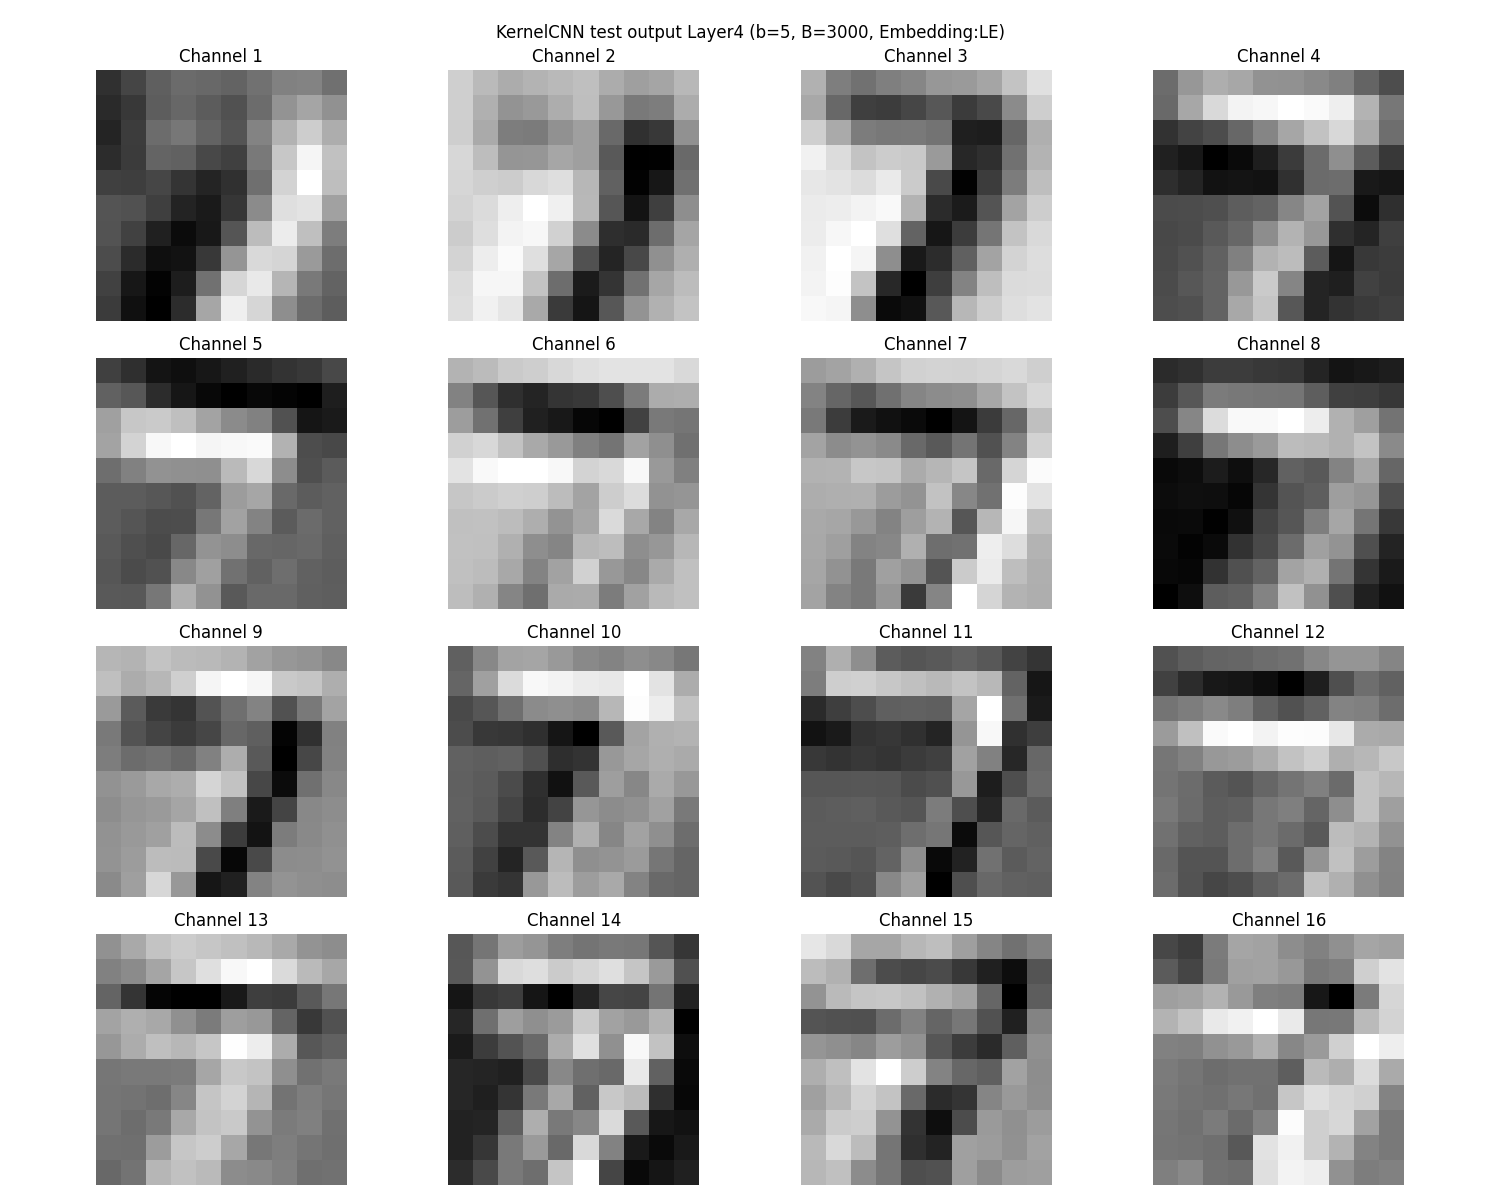 KernelCNN test output Layer4 (b=5, B=3000, Embedding:LE)
Channel 1
Channel 2
Channel 3
Channel 4
Channel 5
Channel 6
Channel 7
Channel 8
Channel 9
Channel 10
Channel 11
Channel 12
Channel 13
Channel 14
Channel 15
Channel 16